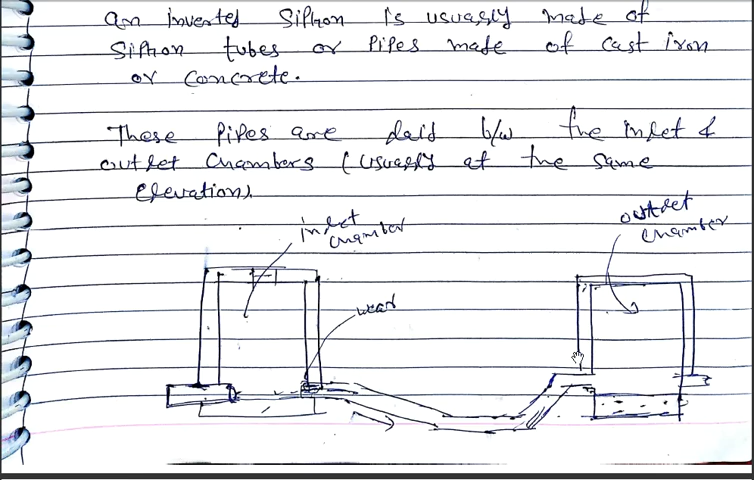 an inverted Siphon is usually made of
Siphon tubes or Pipes made of cast iron
or Concrete.
These Pipes are laid b/w the inlet &
outlet Chambers (usually at the same
Elevation).
inlet
chamber
outlet
chamber
wear